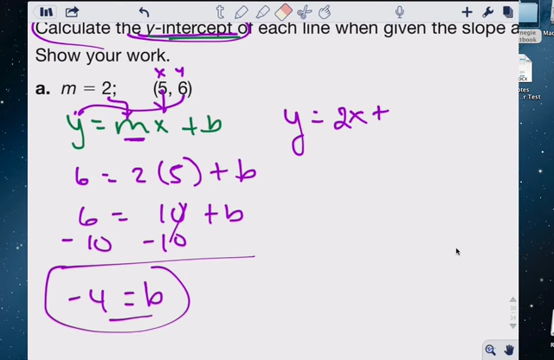 Calculate the y-intercept of each line when given the slope a
Show your work.
x y
a. m = 2; (5, 6)
y = mx + b
y = 2x +
6 = 2(5) + b
6 = 10 + b
-10 -10
-4 = b